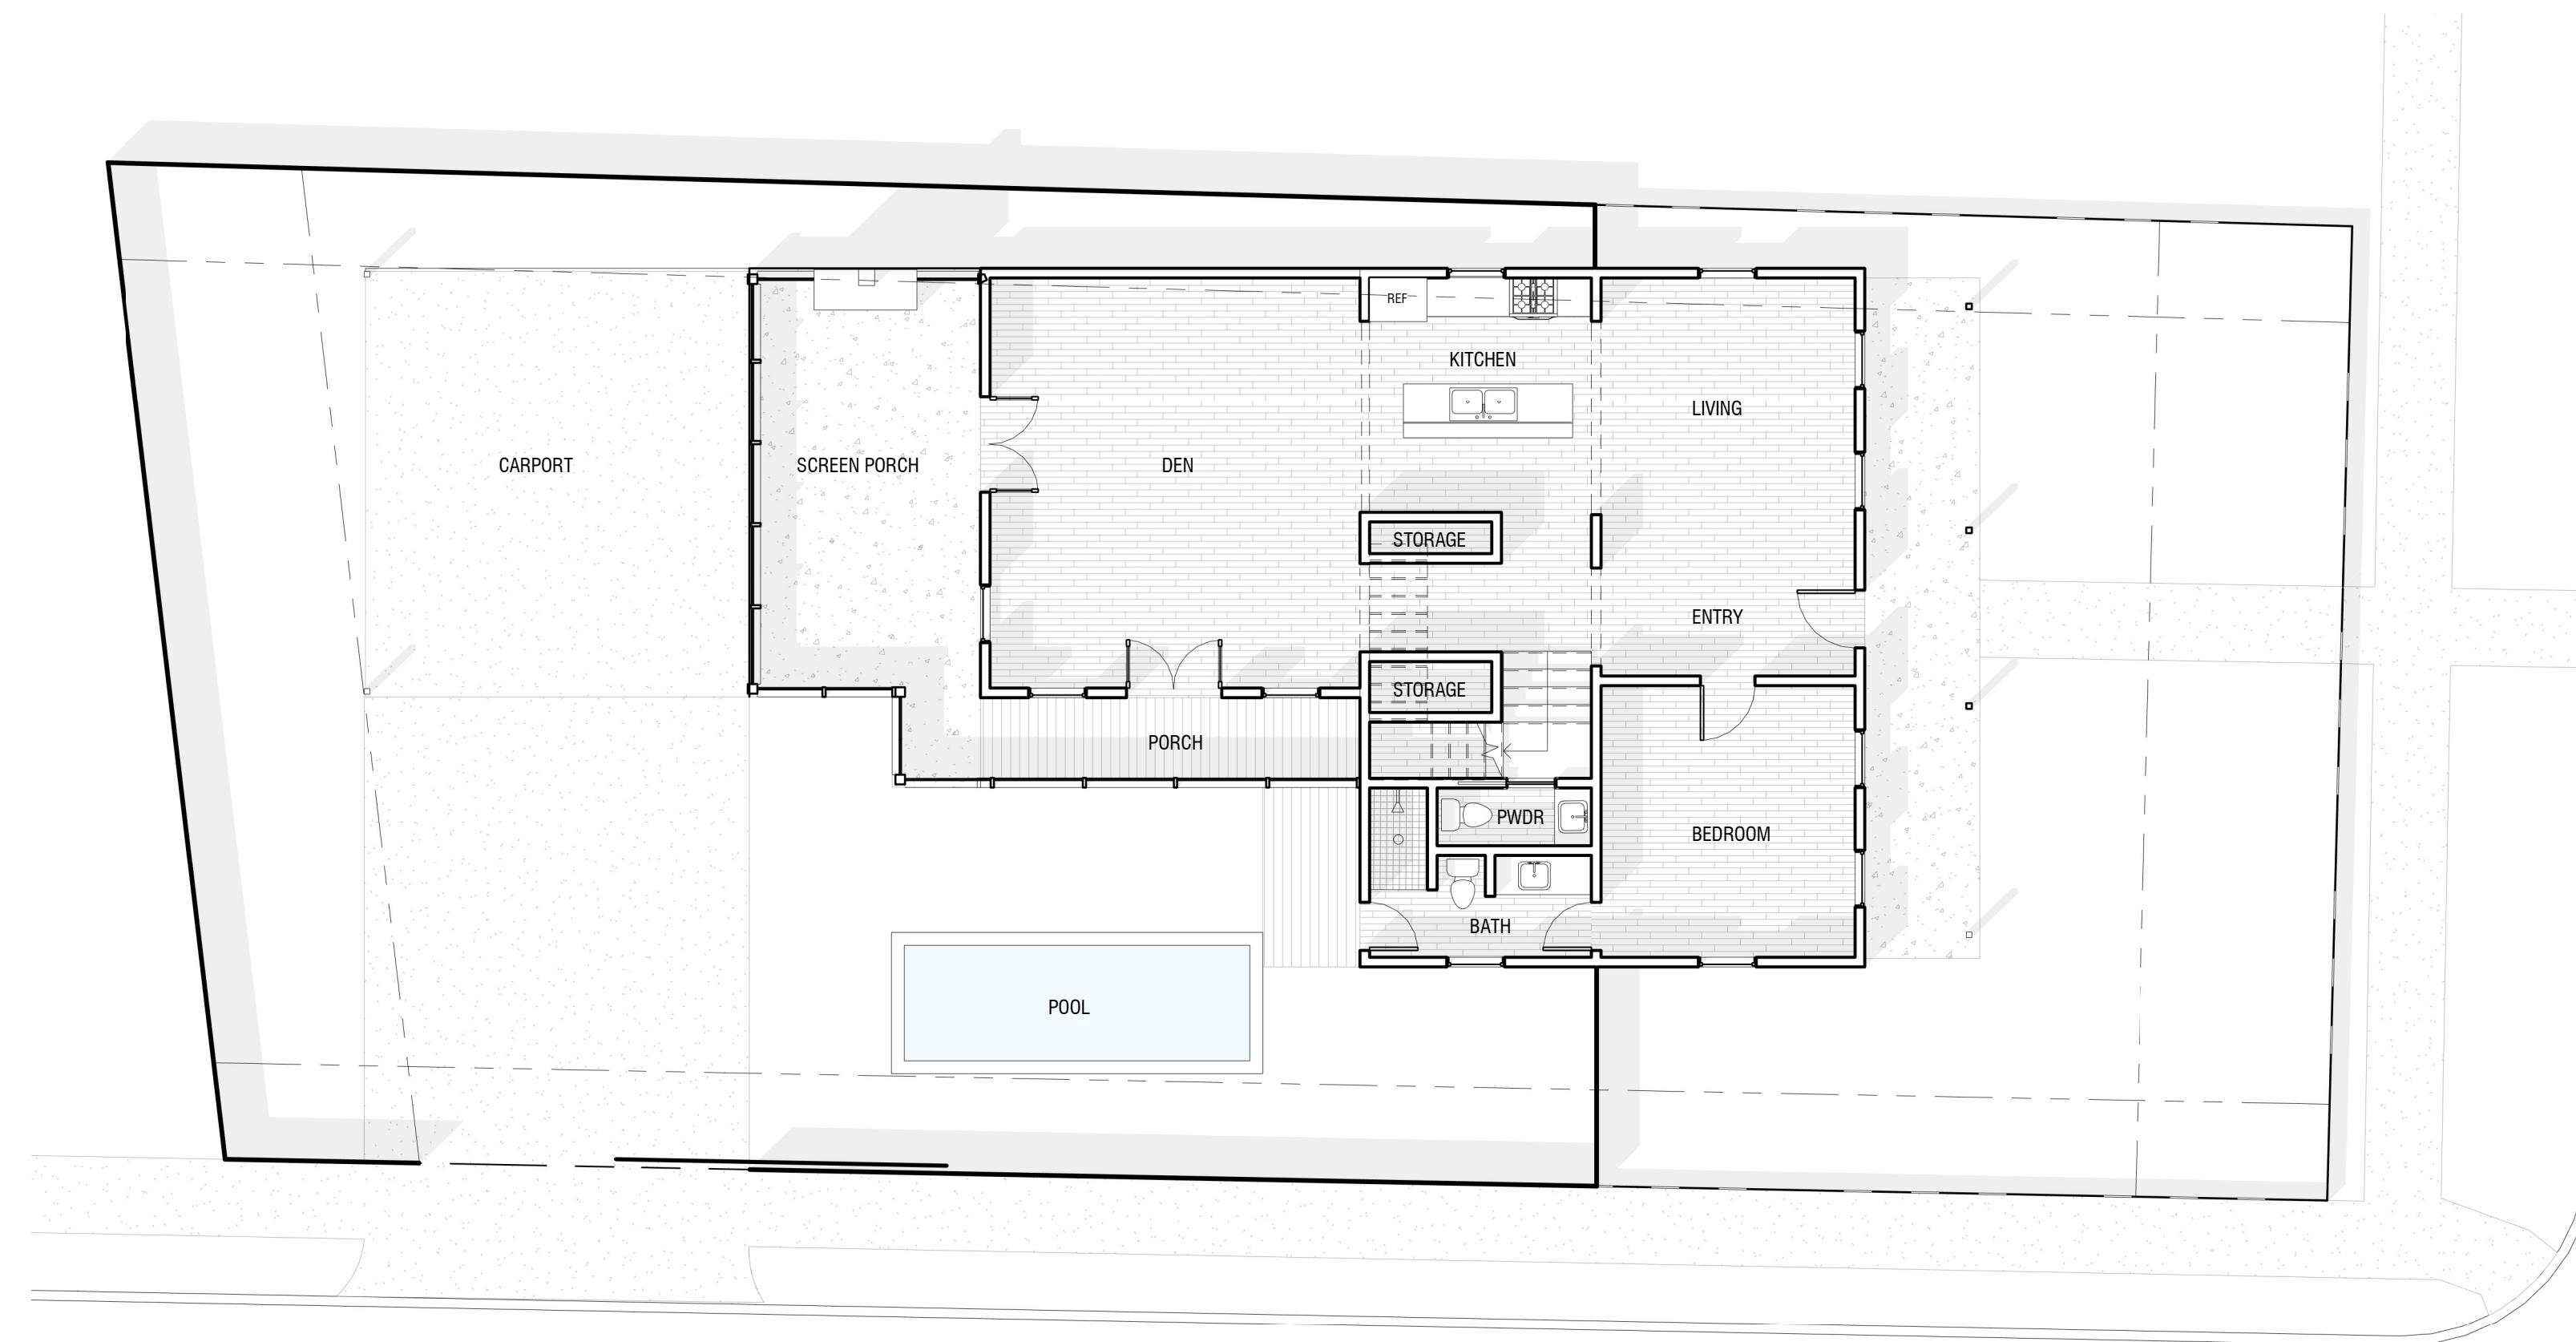 REF
KITCHEN
LIVING
CARPORT
SCREEN PORCH
DEN
STORAGE
ENTRY
STORAGE
PORCH
PWDR
BEDROOM
BATH
POOL